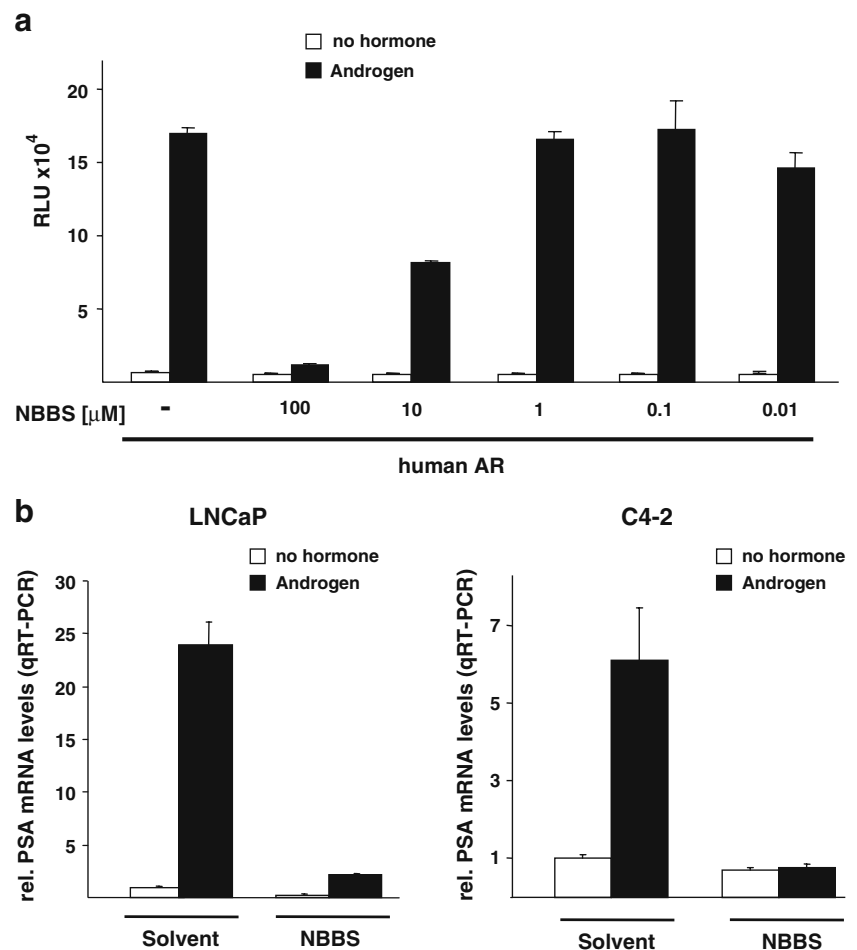 a
no hormone
Androgen
RLU x10⁴
20
15
10
5
NBBS [μM] - 100 10 1 0.1 0.01
human AR
b
LNCaP
no hormone
Androgen
rel. PSA mRNA levels (qRT-PCR)
30
25
20
15
10
5
Solvent NBBS
C4-2
no hormone
Androgen
rel. PSA mRNA levels (qRT-PCR)
7
5
3
1
Solvent NBBS